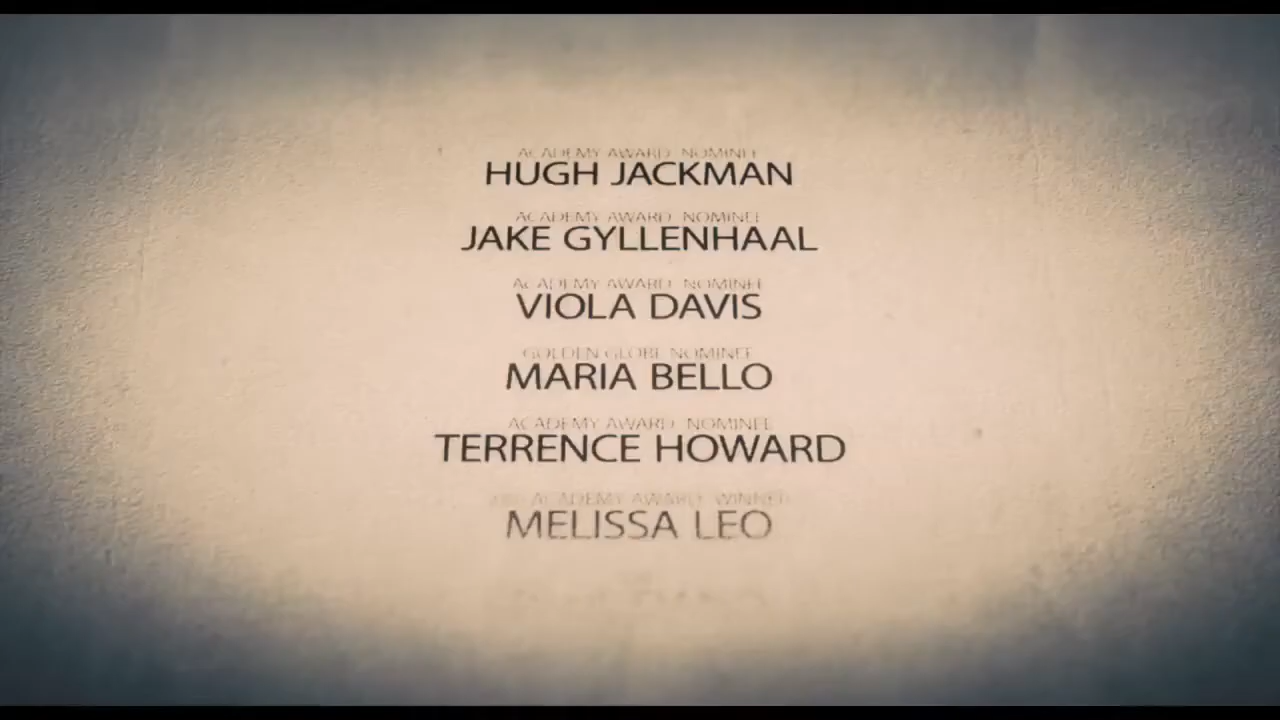 ACADEMY AWARD NOMINEE
HUGH JACKMAN
ACADEMY AWARD NOMINEE
JAKE GYLLENHAAL
ACADEMY AWARD NOMINEE
VIOLA DAVIS
GOLDEN GLOBE NOMINEE
MARIA BELLO
ACADEMY AWARD NOMINEE
TERRENCE HOWARD
ACADEMY AWARD WINNER
MELISSA LEO